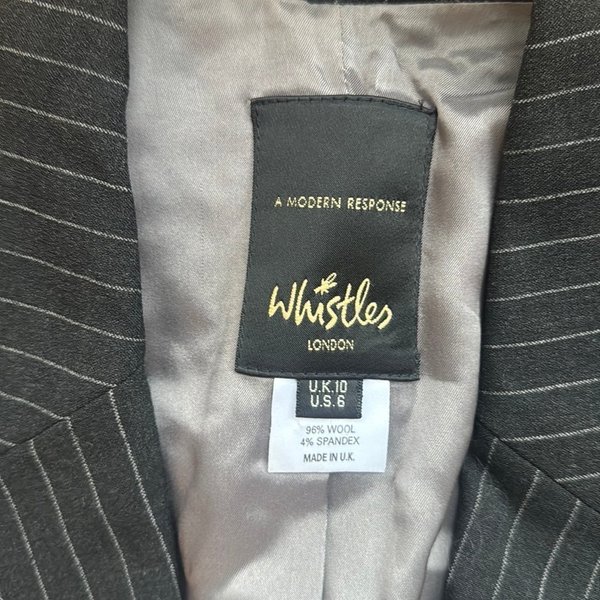 A MODERN RESPONSE
Whistles
LONDON
U.K.10
U.S.6
96% WOOL
4% SPANDEX
MADE IN U.K.